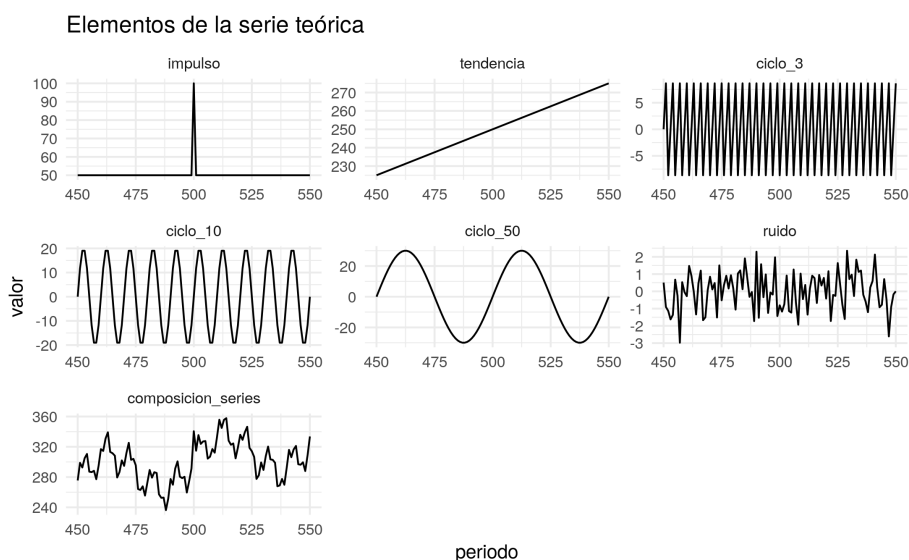 Elementos de la serie teórica
impulso
tendencia
ciclo_3
100
90
80
70
60
50
450 475 500 525 550
270
260
250
240
230
450 475 500 525 550
5
0
-5
450 475 500 525 550
ciclo_10
ciclo_50
ruido
valor
20
10
0
-10
-20
450 475 500 525 550
20
0
-20
450 475 500 525 550
2
1
0
-1
-2
-3
450 475 500 525 550
composicion_series
360
320
280
240
450 475 500 525 550
periodo